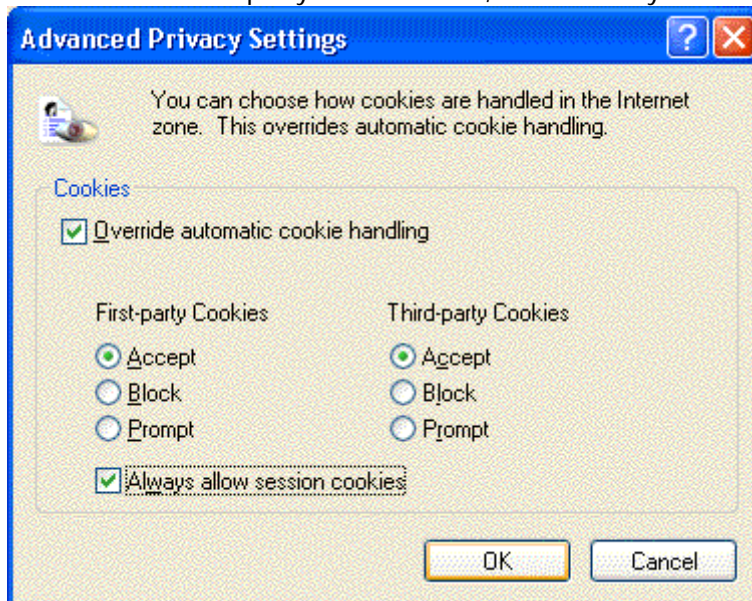 Advanced Privacy Settings
You can choose how cookies are handled in the Internet
zone. This overrides automatic cookie handling.
Cookies
Override automatic cookie handling
First-party Cookies Third-party Cookies
Accept Accept
Block Block
Prompt Prompt
Always allow session cookies
OK Cancel